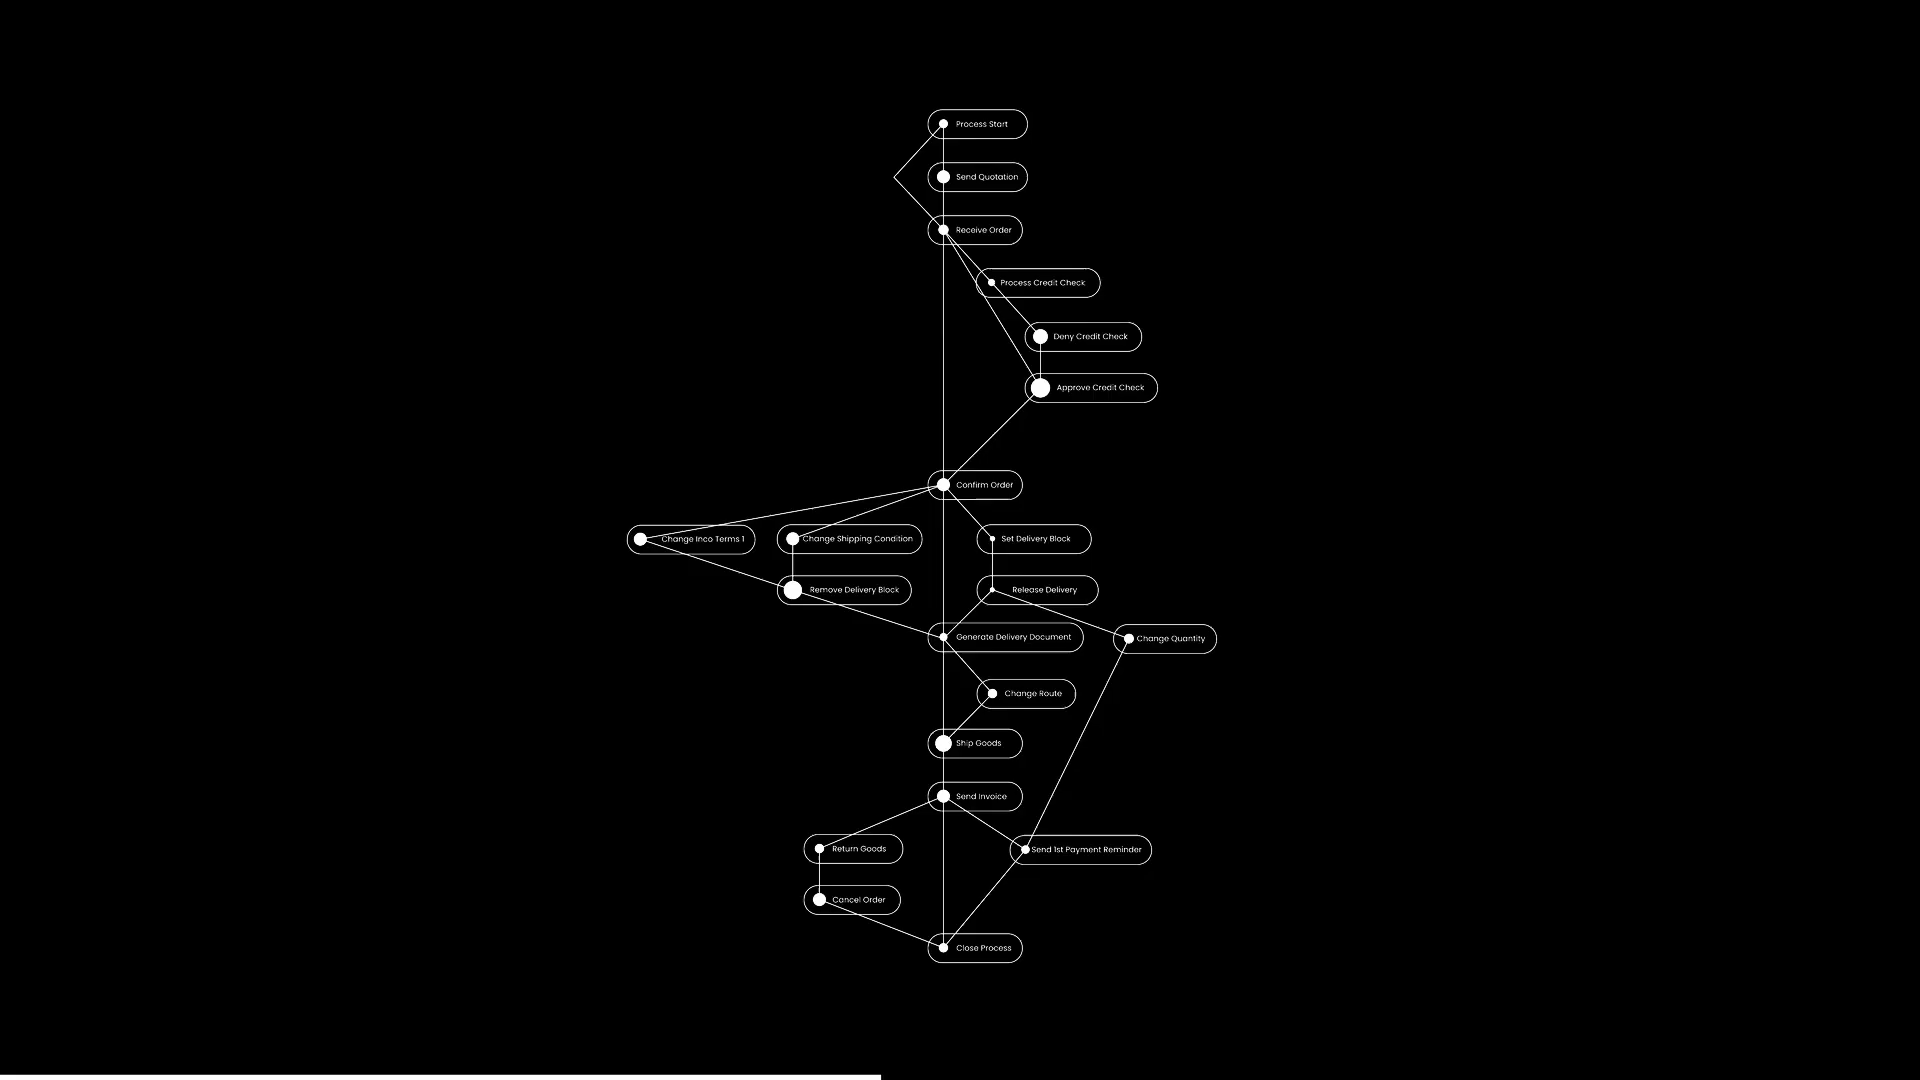 Process Start
Send Quotation
Receive Order
Process Credit Check
Deny Credit Check
Approve Credit Check
Confirm Order
Change Inco Terms 1
Change Shipping Condition
Set Delivery Block
Remove Delivery Block
Release Delivery
Generate Delivery Document
Change Quantity
Change Route
Ship Goods
Send Invoice
Return Goods
Send 1st Payment Reminder
Cancel Order
Close Process